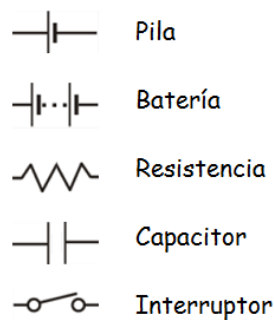 Pila
Batería
Resistencia
Capacitor
Interruptor